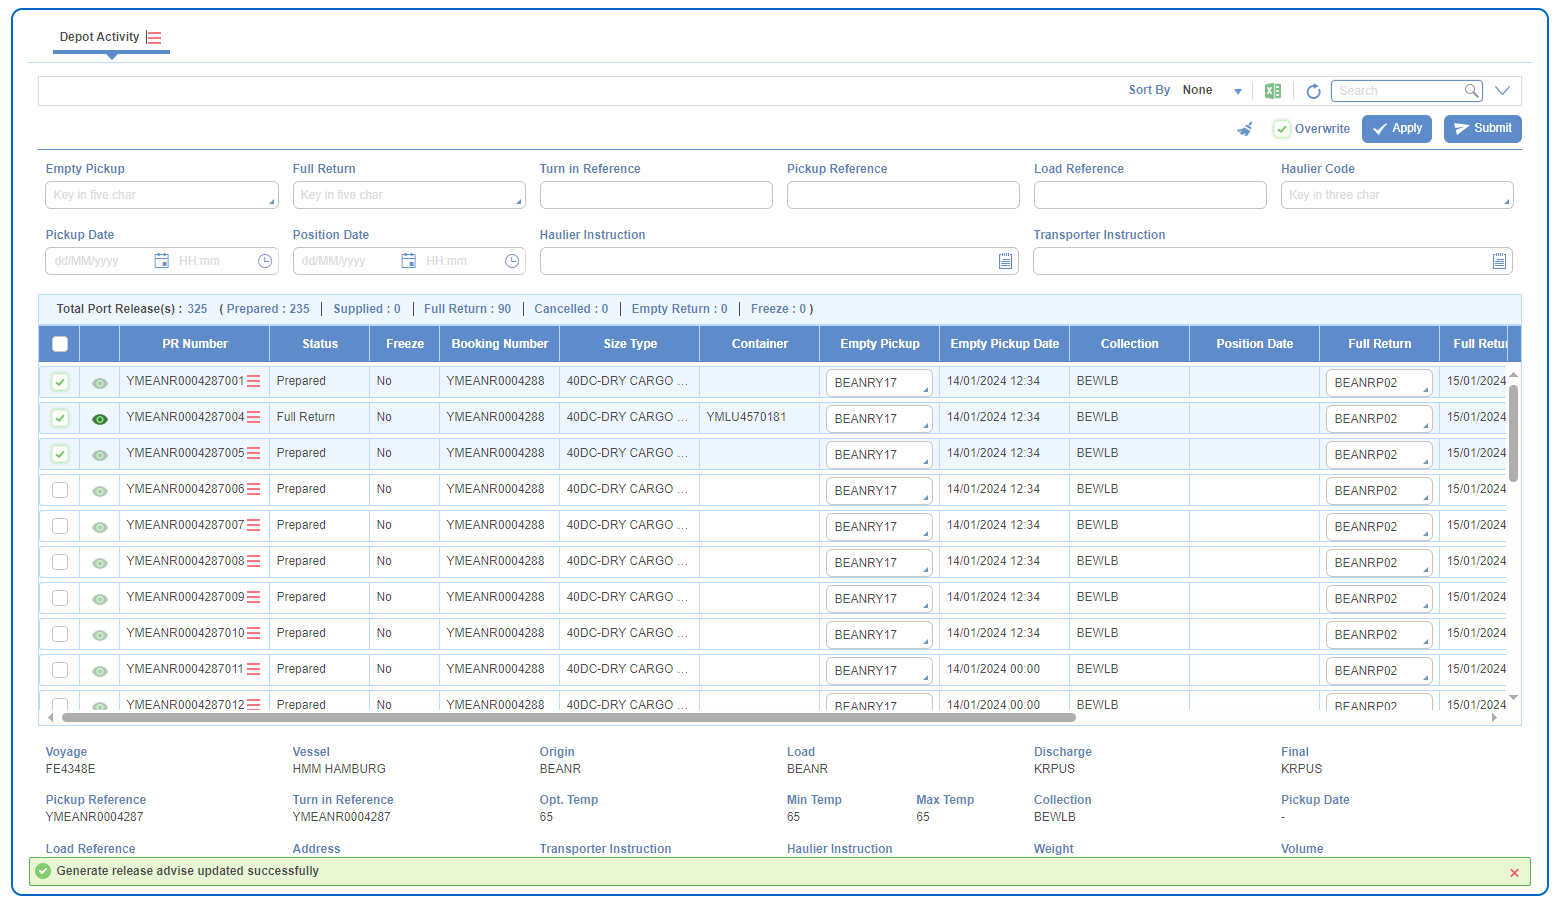 Depot Activity
Sort By None Search
Overwrite Apply Submit
Empty Pickup Full Return Turn in Reference Pickup Reference Load Reference Haulier Code
Key in five char Key in five char Key in three char
Pickup Date Position Date Haulier Instruction Transporter Instruction
dd/MM/yyyy HH:mm dd/MM/yyyy HH:mm
Total Port Release(s) : 325 ( Prepared : 235 | Supplied : 0 | Full Return : 90 | Cancelled : 0 | Empty Return : 0 | Freeze : 0 )
PR Number Status Freeze Booking Number Size Type Container Empty Pickup Empty Pickup Date Collection Position Date Full Return Full Retur
YMEANR0004287001 Prepared No YMEANR0004288 40DC-DRY CARGO ... BEANRY17 14/01/2024 12:34 BEWLB BEANRP02 15/01/2024
YMEANR0004287004 Full Return No YMEANR0004288 40DC-DRY CARGO ... YMLU4570181 BEANRY17 14/01/2024 12:34 BEWLB BEANRP02 15/01/2024
YMEANR0004287005 Prepared No YMEANR0004288 40DC-DRY CARGO ... BEANRY17 14/01/2024 12:34 BEWLB BEANRP02 15/01/2024
YMEANR0004287006 Prepared No YMEANR0004288 40DC-DRY CARGO ... BEANRY17 14/01/2024 12:34 BEWLB BEANRP02 15/01/2024
YMEANR0004287007 Prepared No YMEANR0004288 40DC-DRY CARGO ... BEANRY17 14/01/2024 12:34 BEWLB BEANRP02 15/01/2024
YMEANR0004287008 Prepared No YMEANR0004288 40DC-DRY CARGO ... BEANRY17 14/01/2024 12:34 BEWLB BEANRP02 15/01/2024
YMEANR0004287009 Prepared No YMEANR0004288 40DC-DRY CARGO ... BEANRY17 14/01/2024 12:34 BEWLB BEANRP02 15/01/2024
YMEANR0004287010 Prepared No YMEANR0004288 40DC-DRY CARGO ... BEANRY17 14/01/2024 12:34 BEWLB BEANRP02 15/01/2024
YMEANR0004287011 Prepared No YMEANR0004288 40DC-DRY CARGO ... BEANRY17 14/01/2024 00:00 BEWLB BEANRP02 15/01/2024
YMEANR0004287012 Prepared No YMEANR0004288 40DC-DRY CARGO ... BEANRY17 14/01/2024 00:00 BEWLB BEANRP02 15/01/2024
Voyage Vessel Origin Load Discharge Final
FE4348E HMM HAMBURG BEANR BEANR KRPUS KRPUS
Pickup Reference Turn in Reference Opt. Temp Min Temp Max Temp Collection Pickup Date
YMEANR0004287 YMEANR0004287 65 65 65 BEWLB -
Load Reference Address Transporter Instruction Haulier Instruction Weight Volume
Generate release advise updated successfully